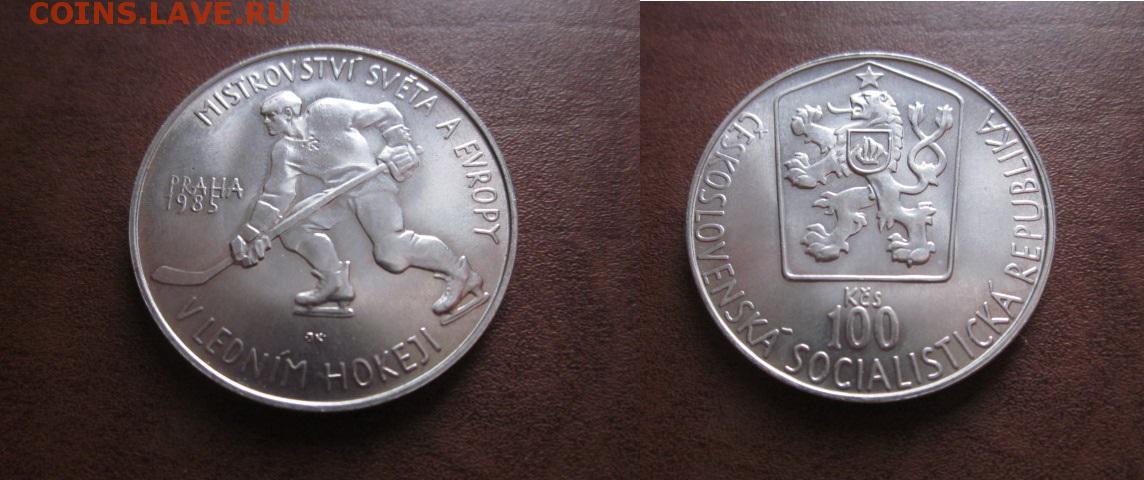 COINS.LAVE.RU
MISTROVSTVÍ SVĚTA A EVROPY
PRAHA
1985
V LEDNÍM HOKEJI
ČESKOSLOVENSKÁ SOCIALISTICKÁ REPUBLIKA
Kčs
100